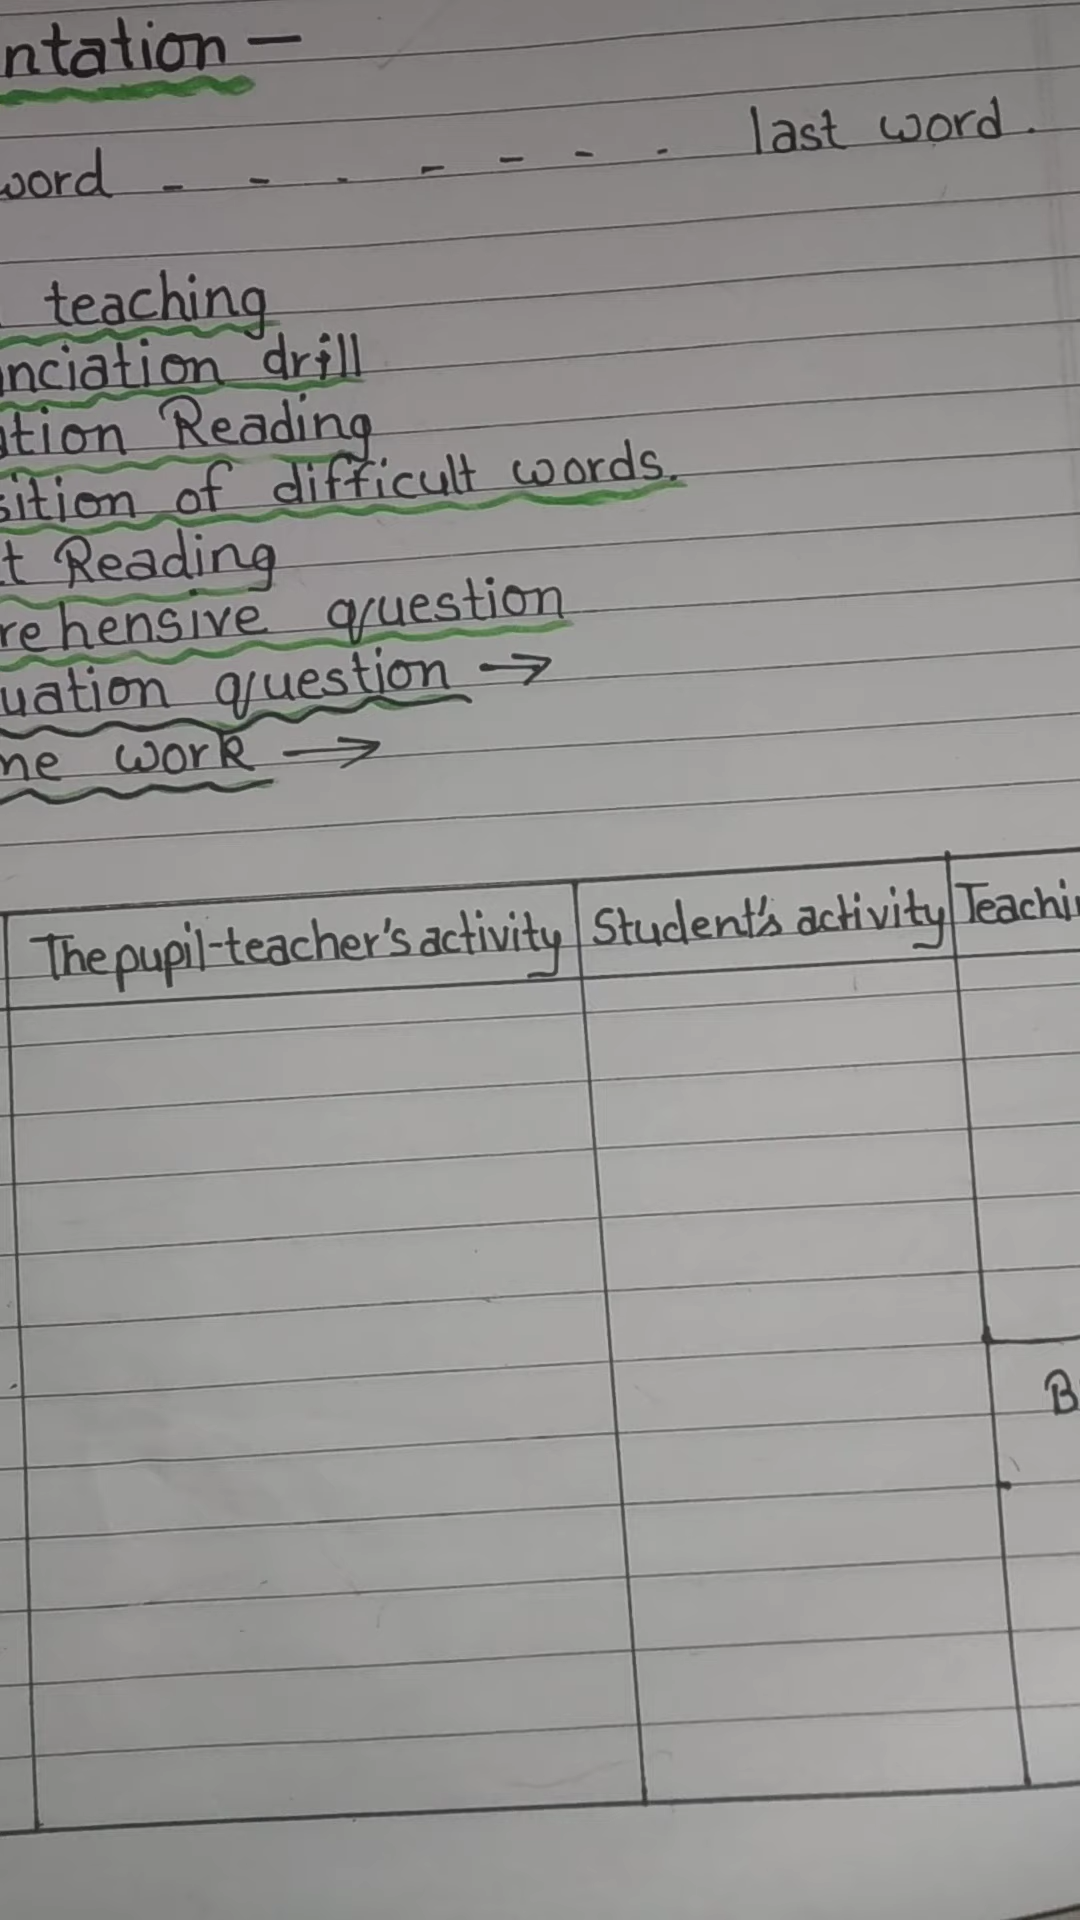 ntation —
word - - - - - - - last word.
teaching
nciation drill
tion Reading
sition of difficult words.
t Reading
rehensive question
uation question →
me work →
The pupil-teacher's activity Student's activity Teachi
B